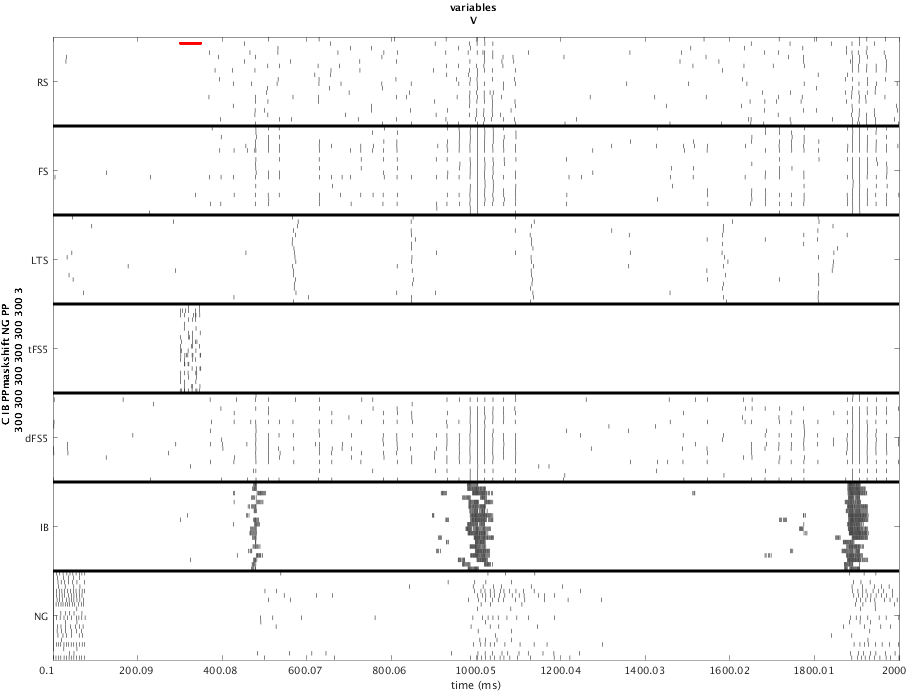 variables
V
RS
FS
LTS
tFS5
dFS5
IB
NG
C IB PPmaskshift NG PP
300 300 300 300 300 300 3
0.1 200.09 400.08 600.07 800.06 1000.05 1200.04 1400.03 1600.02 1800.01 2000
time (ms)